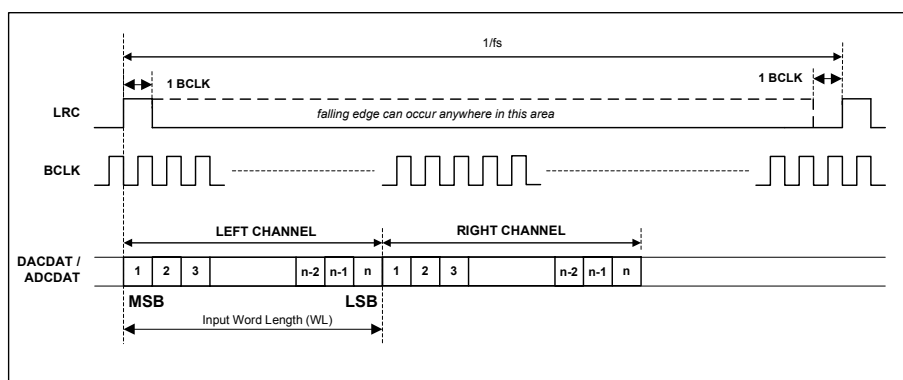 1/fs
1 BCLK
1 BCLK
LRC
falling edge can occur anywhere in this area
BCLK
LEFT CHANNEL
RIGHT CHANNEL
DACDAT /
ADCDAT
1 2 3 n-2 n-1 n 1 2 3 n-2 n-1 n
MSB LSB
Input Word Length (WL)